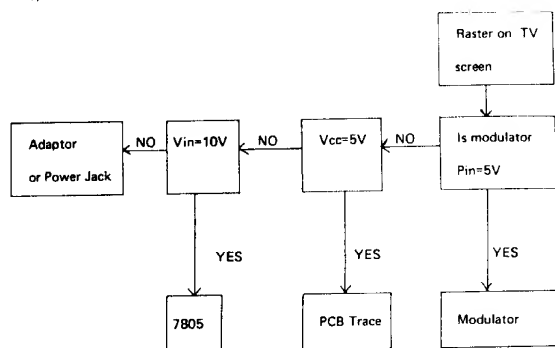 Raster on TV
screen
Adaptor
or Power Jack
NO
Vin=10V
NO
Vcc=5V
NO
Is modulator
Pin=5V
YES
YES
YES
7805
PCB Trace
Modulator